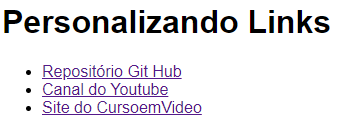 Personalizando Links
Repositório Git Hub
Canal do Youtube
Site do CursoemVideo